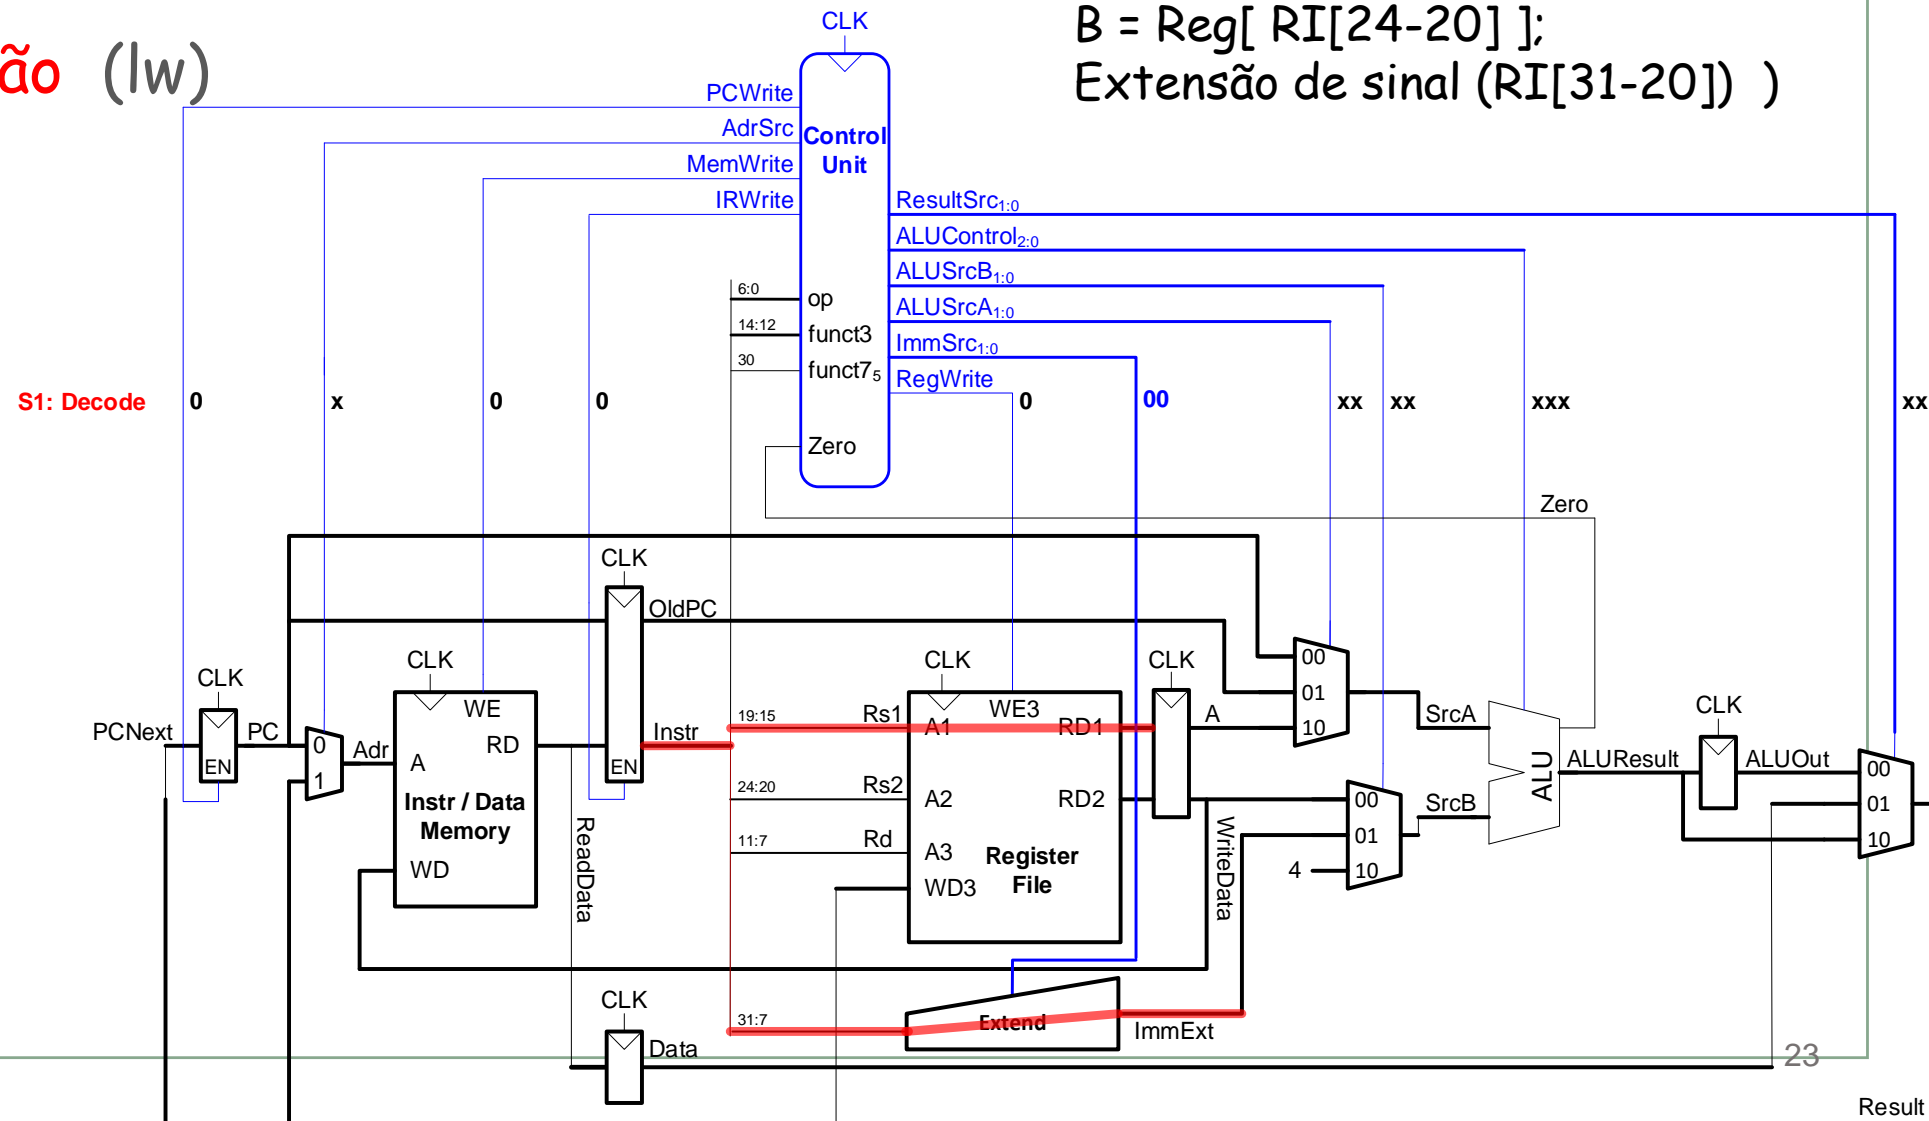 CLK
B = Reg[ RI[24-20] ];
ão (lw)
Extensão de sinal (RI[31-20]) )
PCWrite
AdrSrc
MemWrite
IRWrite
Control
Unit
ResultSrc1:0
ALUControl2:0
ALUSrcB1:0
ALUSrcA1:0
ImmSrc1:0
RegWrite
6:0 op
14:12 funct3
30 funct75
Zero
S1: Decode 0 x 0 0 0 00 xx xx xxx xx
Zero
CLK
OldPC
CLK
CLK
CLK
CLK
CLK
PCNext
PC
EN
0
1
Adr
WE
A
RD
Instr / Data
Memory
WD
ReadData
EN
Instr
19:15 Rs1
A1
WE3
RD1
24:20 Rs2
A2
RD2
11:7 Rd
A3
WD3
Register
File
A
WriteData
00
01
10
SrcA
00
01
4 10
SrcB
ALU
ALUResult
ALUOut
00
01
10
31:7
Extend
ImmExt
CLK
Data
23
Result